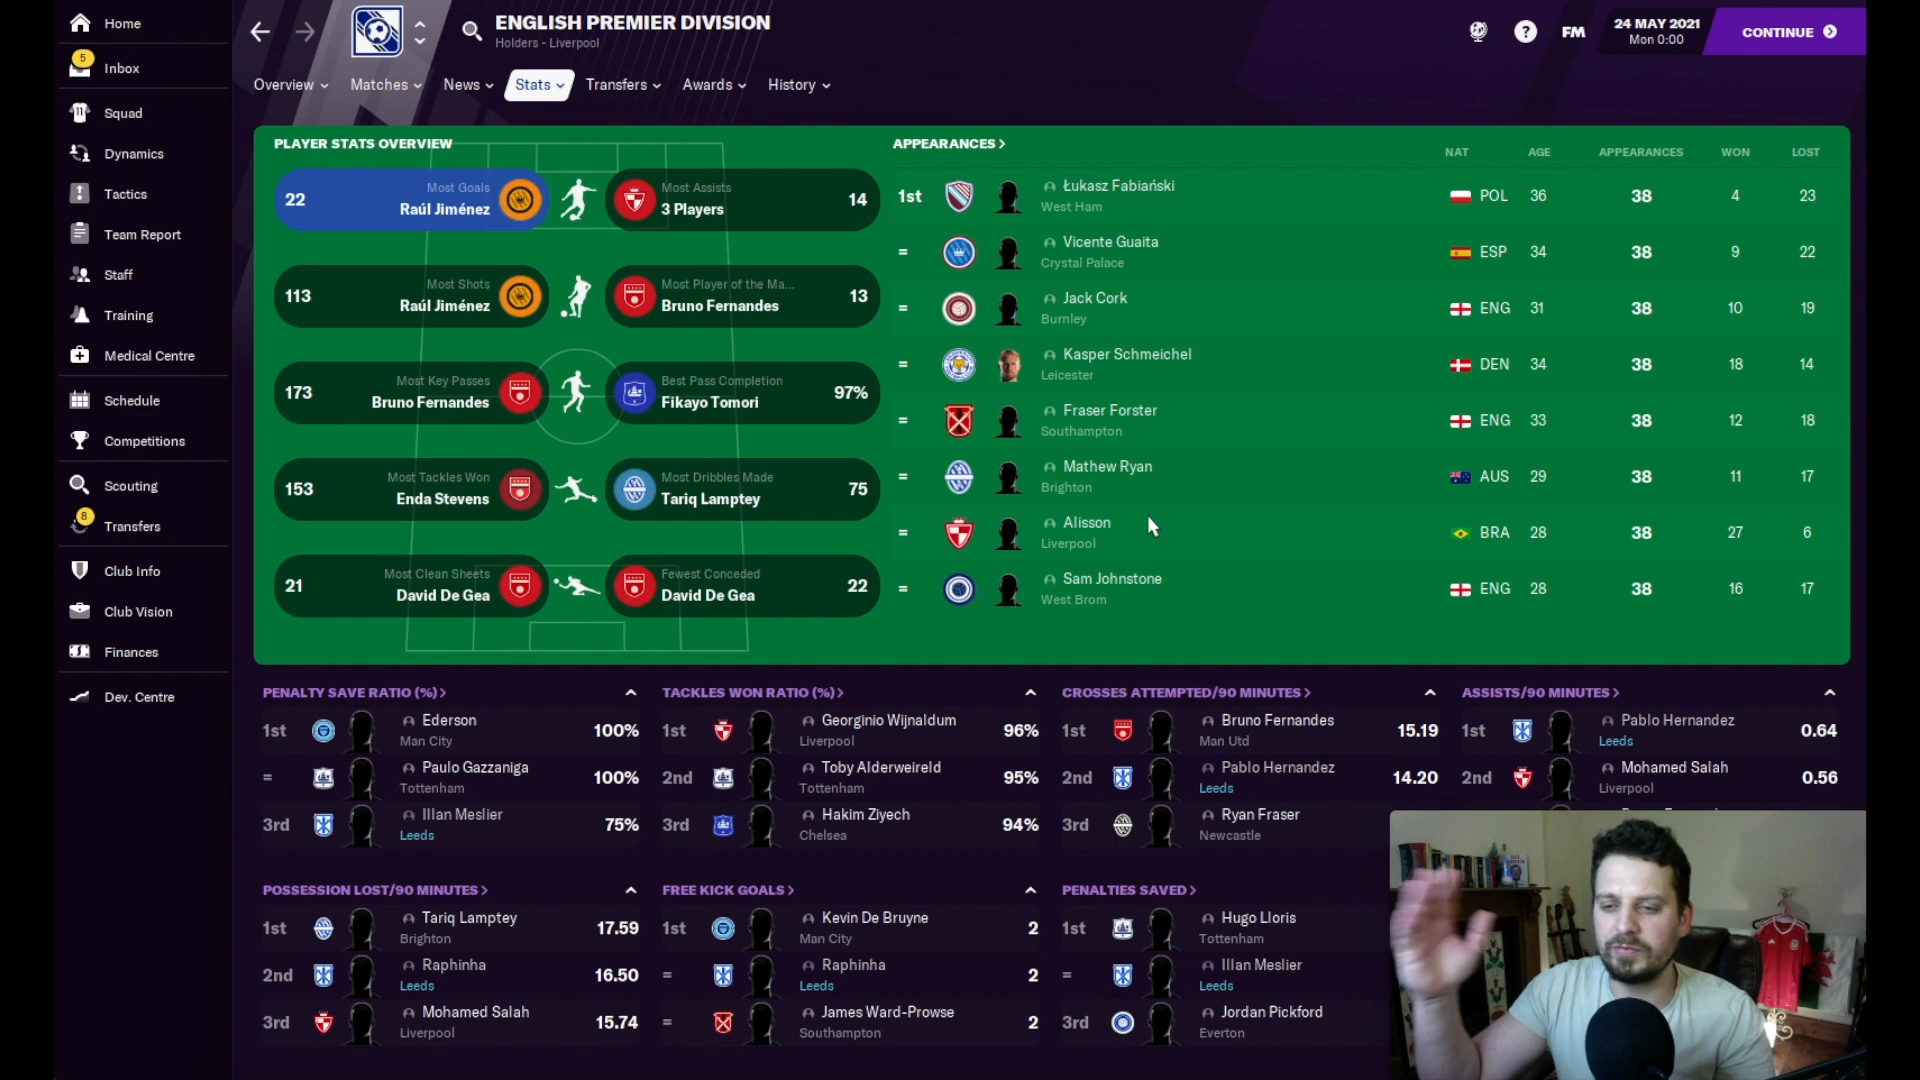 Home
5
Inbox
Squad
Dynamics
Tactics
Team Report
Staff
Training
Medical Centre
Schedule
Competitions
Scouting
8
Transfers
Club Info
Club Vision
Finances
Dev. Centre
ENGLISH PREMIER DIVISION
Holders - Liverpool
? FM 24 MAY 2021 CONTINUE
Mon 0:00
Overview Matches News Stats Transfers Awards History
PLAYER STATS OVERVIEW
22 Most Goals Raúl Jiménez
Most Assists 3 Players 14
113 Most Shots Raúl Jiménez
Most Player of the Ma... Bruno Fernandes 13
173 Most Key Passes Bruno Fernandes
Best Pass Completion Fikayo Tomori 97%
153 Most Tackles Won Enda Stevens
Most Dribbles Made Tariq Lamptey 75
21 Most Clean Sheets David De Gea
Fewest Conceded David De Gea 22
APPEARANCES > NAT AGE APPEARANCES WON LOST
1st Łukasz Fabiański POL 36 38 4 23
West Ham
= Vicente Guaita ESP 34 38 9 22
Crystal Palace
= Jack Cork ENG 31 38 10 19
Burnley
= Kasper Schmeichel DEN 34 38 18 14
Leicester
= Fraser Forster ENG 33 38 12 18
Southampton
= Mathew Ryan AUS 29 38 11 17
Brighton
= Alisson BRA 28 38 27 6
Liverpool
= Sam Johnstone ENG 28 38 16 17
West Brom
PENALTY SAVE RATIO (%) >
1st Ederson 100%
Man City
= Paulo Gazzaniga 100%
Tottenham
3rd Illan Meslier 75%
Leeds
TACKLES WON RATIO (%) >
1st Georginio Wijnaldum 96%
Liverpool
2nd Toby Alderweireld 95%
Tottenham
3rd Hakim Ziyech 94%
Chelsea
CROSSES ATTEMPTED/90 MINUTES >
1st Bruno Fernandes 15.19
Man Utd
2nd Pablo Hernandez 14.20
Leeds
3rd Ryan Fraser
Newcastle
ASSISTS/90 MINUTES >
1st Pablo Hernandez 0.64
Leeds
2nd Mohamed Salah 0.56
Liverpool
POSSESSION LOST/90 MINUTES >
1st Tariq Lamptey 17.59
Brighton
2nd Raphinha 16.50
Leeds
3rd Mohamed Salah 15.74
Liverpool
FREE KICK GOALS >
1st Kevin De Bruyne 2
Man City
= Raphinha 2
Leeds
= James Ward-Prowse 2
Southampton
PENALTIES SAVED >
1st Hugo Lloris
Tottenham
= Illan Meslier
Leeds
3rd Jordan Pickford
Everton